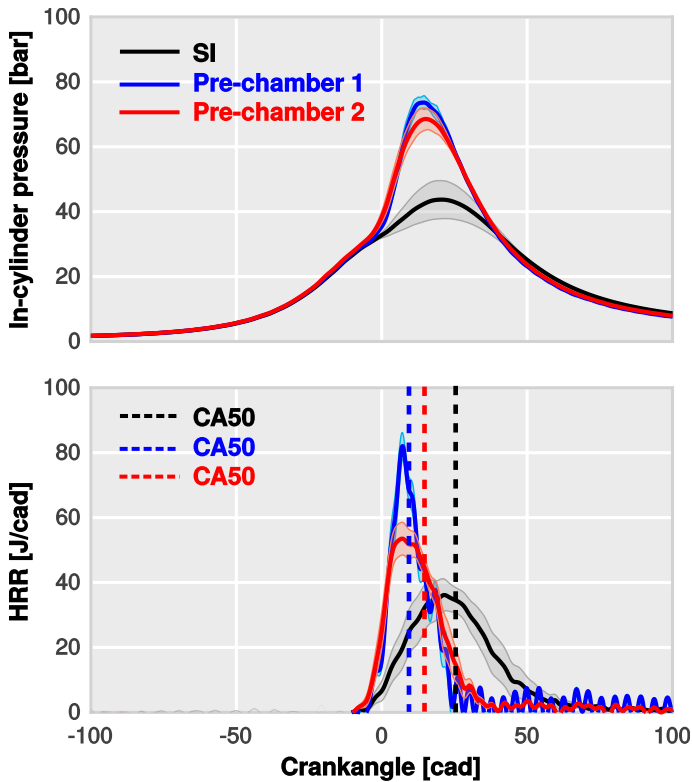 100
80
60
40
20
0
In-cylinder pressure [bar]
SI
Pre-chamber 1
Pre-chamber 2
100
80
60
40
20
0
HRR [J/cad]
CA50
CA50
CA50
-100 -50 0 50 100
Crankangle [cad]